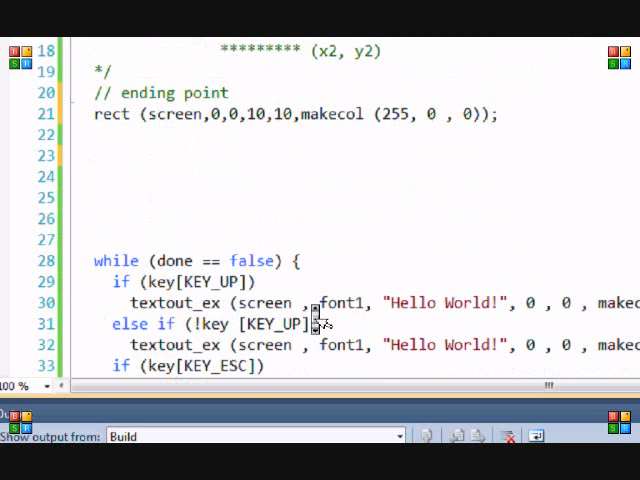 18 ********* (x2, y2)
19 */
20 // ending point
21 rect (screen,0,0,10,10,makecol (255, 0 , 0));
22
23
24
25
26
27
28 while (done == false) {
29 if (key[KEY_UP])
30 textout_ex (screen , font1, "Hello World!", 0 , 0 , makec
31 else if (!key [KEY_UP]
32 textout_ex (screen , font1, "Hello World!", 0 , 0 , makec
33 if (key[KEY_ESC])
100 %
Show output from: Build